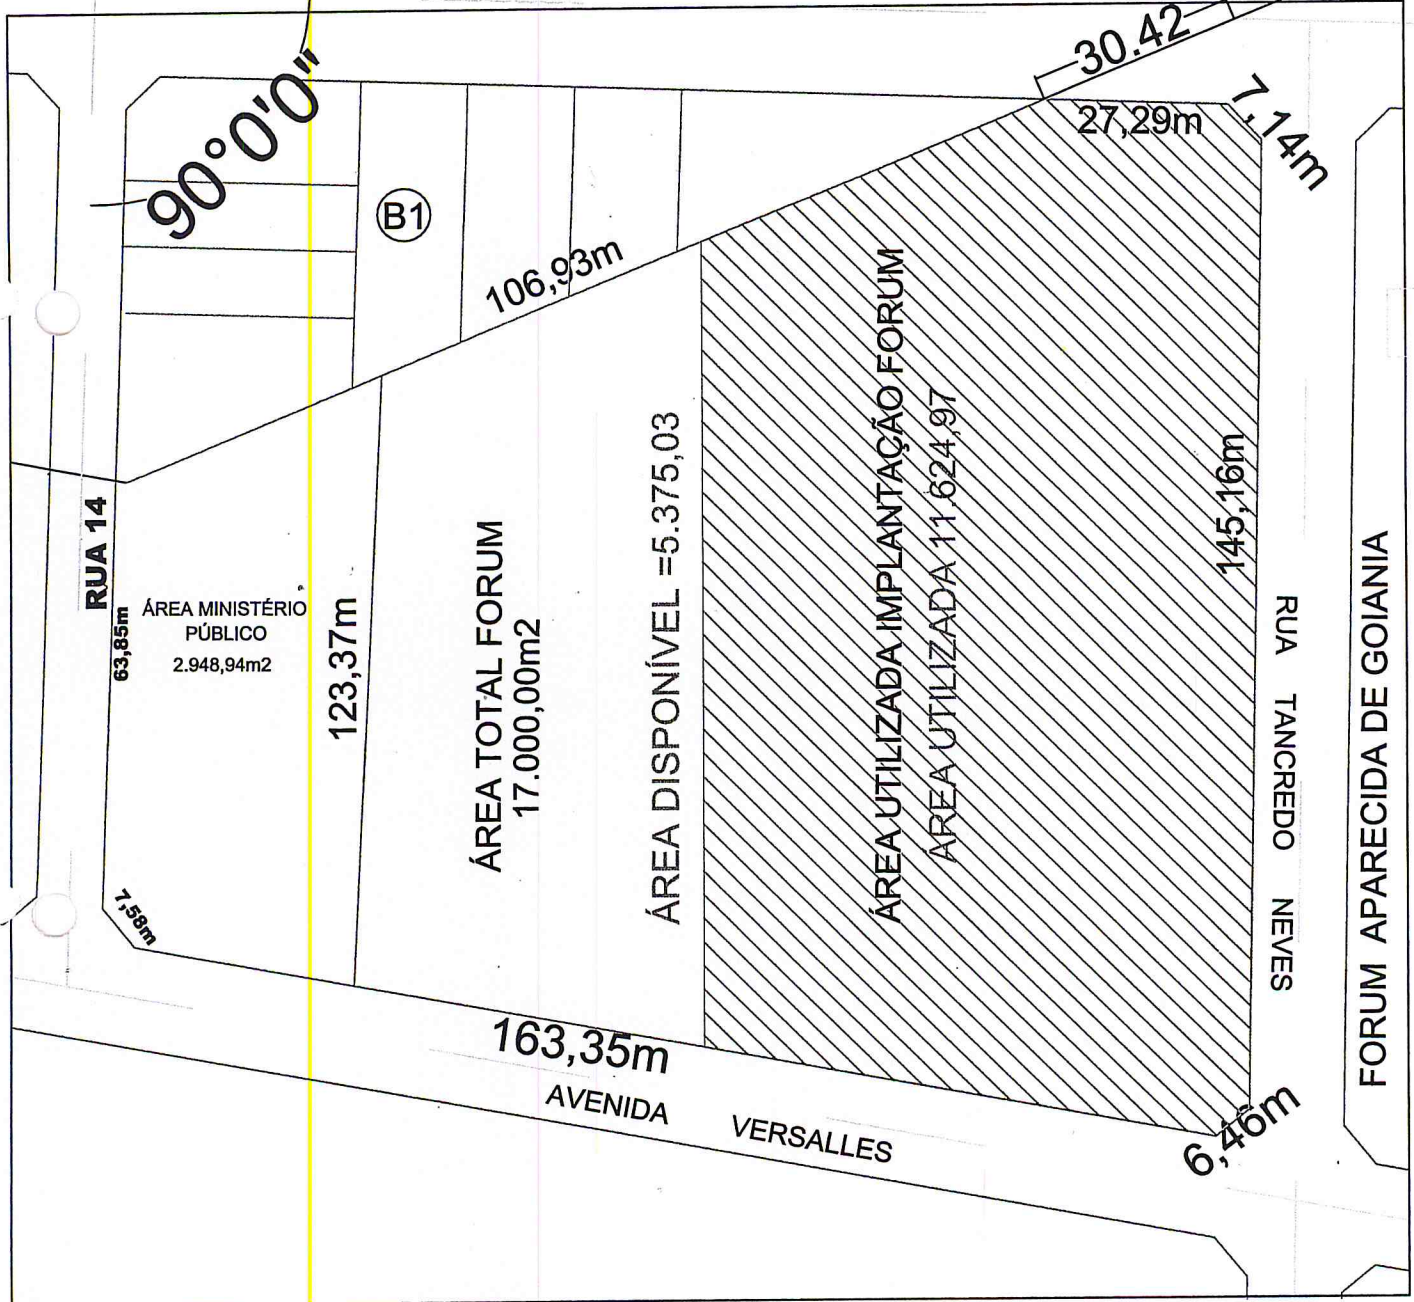 30.42
90°0'0"
27,29m
7,14m
B1
106,93m
RUA 14
63,85m
ÁREA MINISTÉRIO
PÚBLICO
2.948,94m2
123,37m
ÁREA TOTAL FORUM
17.000,00m2
ÁREA DISPONÍVEL =5.375,03
ÁREA UTILIZADA IMPLANTAÇÃO FORUM
ÁREA UTILIZADA 11.624,97
145,16m
RUA TANCREDO NEVES
FORUM APARECIDA DE GOIANIA
7,58m
163,35m
AVENIDA VERSALLES
6,46m